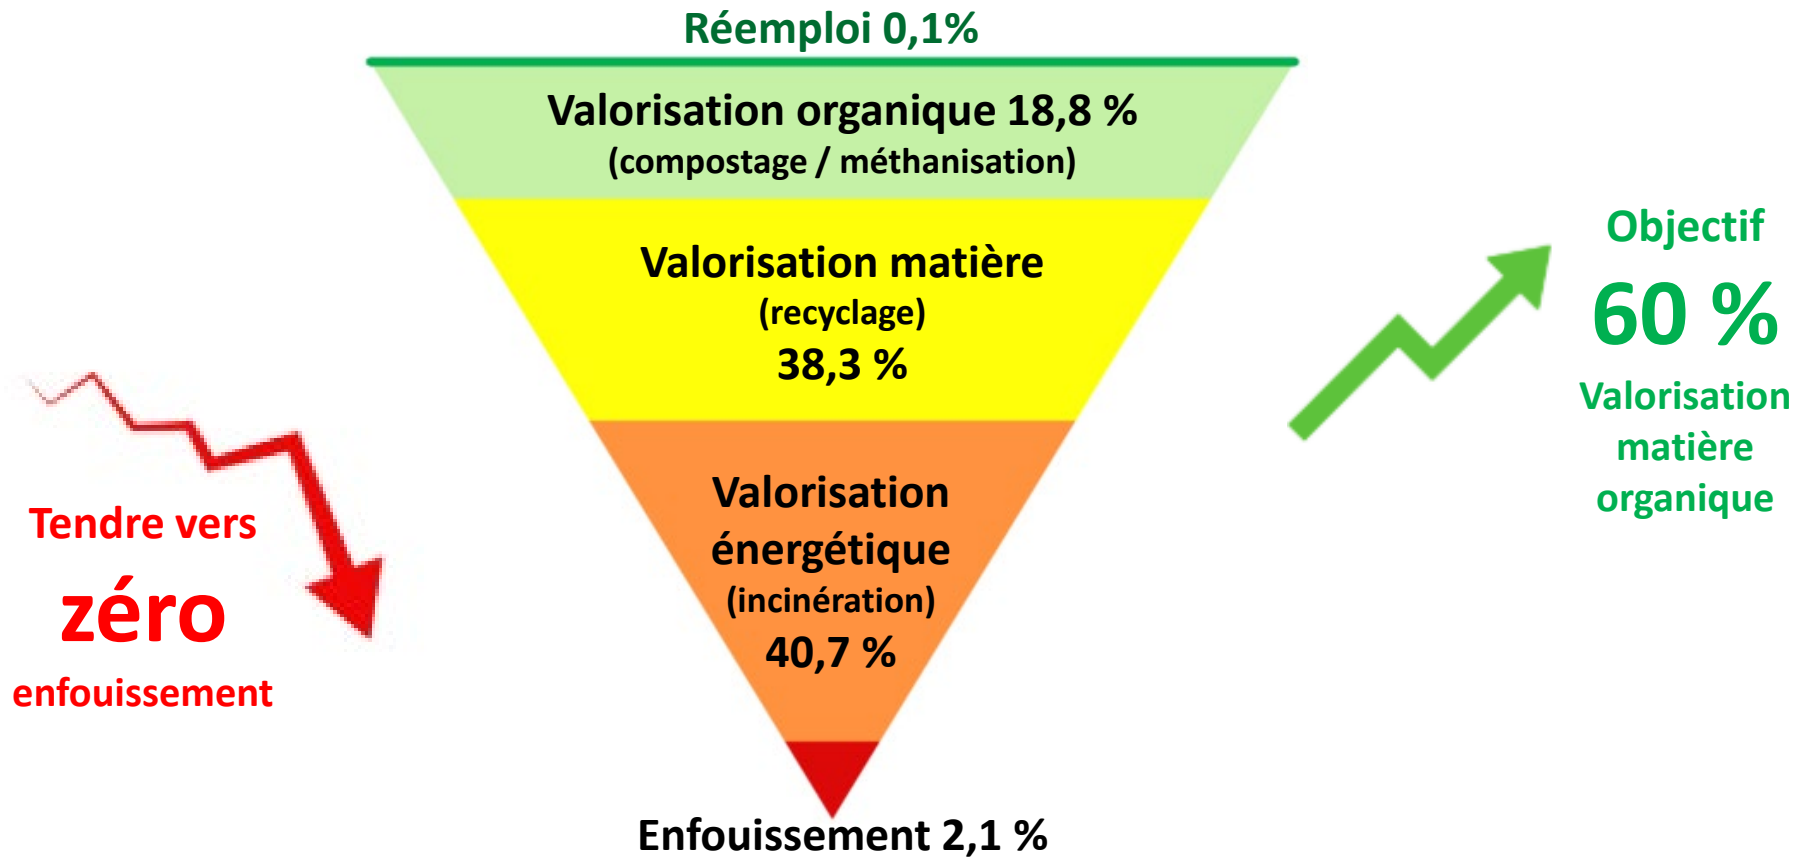 Réemploi 0,1%
Valorisation organique 18,8 %
(compostage / méthanisation)
Valorisation matière
(recyclage)
38,3 %
Valorisation
énergétique
(incinération)
40,7 %
Enfouissement 2,1 %
Tendre vers
zéro
enfouissement
Objectif
60 %
Valorisation
matière
organique